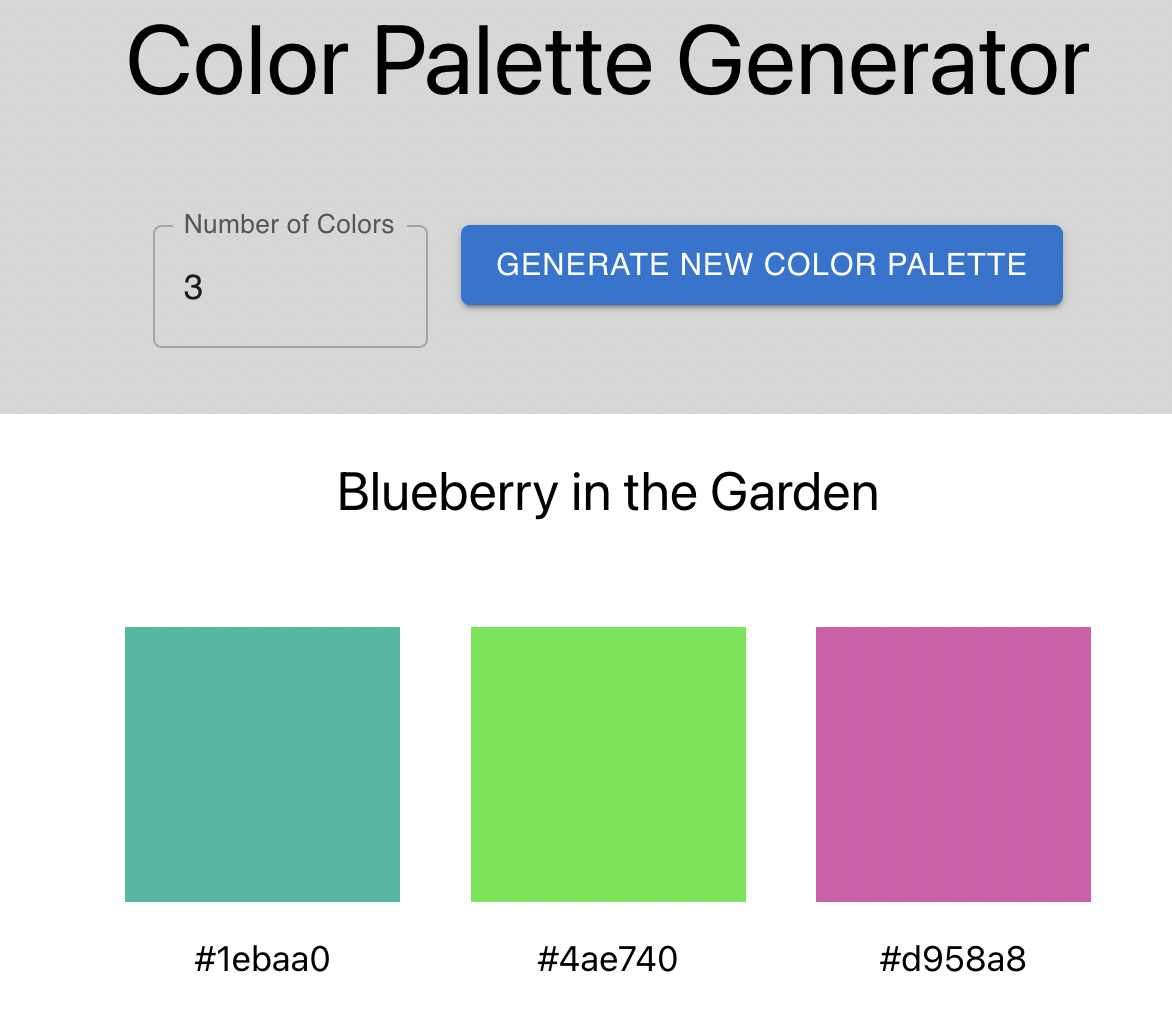 Color Palette Generator
Number of Colors
3
GENERATE NEW COLOR PALETTE
Blueberry in the Garden
#1ebaa0
#4ae740
#d958a8